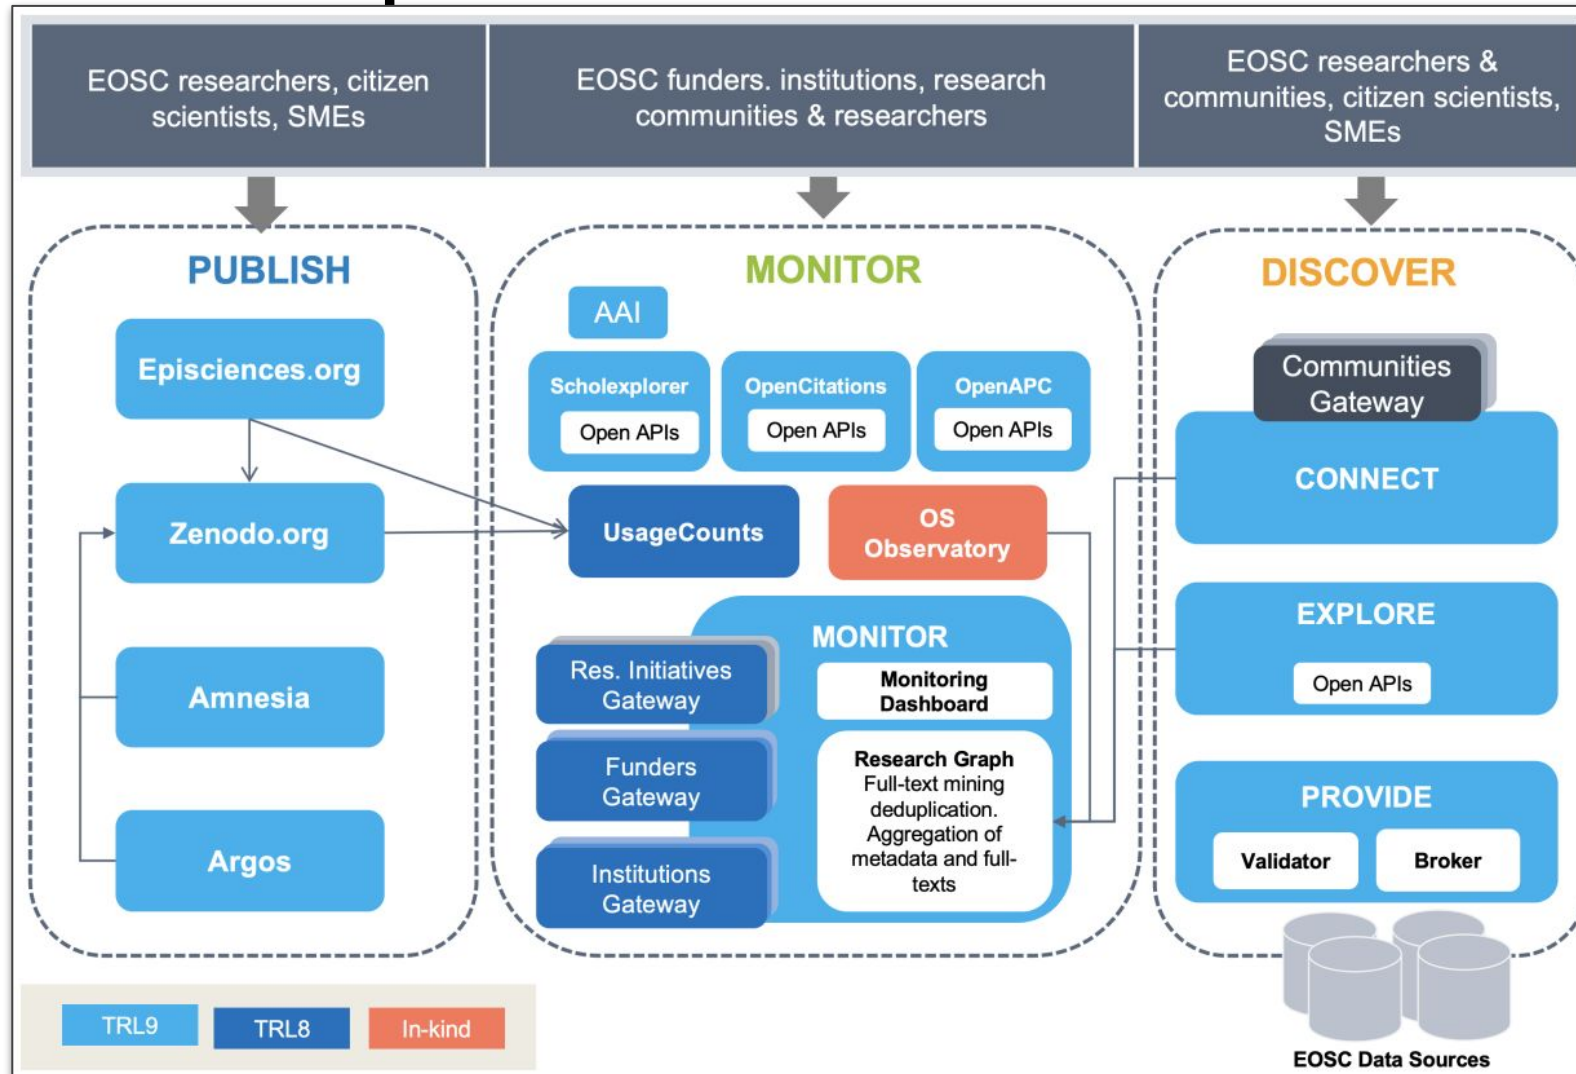 EOSC researchers, citizen
scientists, SMEs
EOSC funders. institutions, research
communities & researchers
EOSC researchers &
communities, citizen scientists,
SMEs
PUBLISH
Episciences.org
Zenodo.org
Amnesia
Argos
MONITOR
AAI
Scholexplorer
Open APIs
OpenCitations
Open APIs
OpenAPC
Open APIs
UsageCounts
OS
Observatory
MONITOR
Res. Initiatives
Gateway
Funders
Gateway
Institutions
Gateway
Monitoring
Dashboard
Research Graph
Full-text mining
deduplication.
Aggregation of
metadata and full-
texts
DISCOVER
Communities
Gateway
CONNECT
EXPLORE
Open APIs
PROVIDE
Validator
Broker
EOSC Data Sources
TRL9
TRL8
In-kind